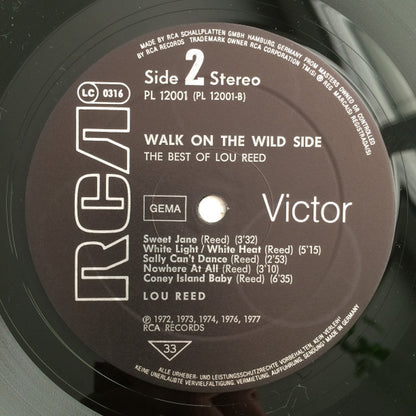 MADE BY RCA SCHALLPLATTEN GMBH HAMBURG, GERMANY, FROM MASTERS OWNED OR CONTROLLED
BY RCA RECORDS TRADEMARK OWNER RCA CORPORATION TM(S) ® REG. MARCA(S) REGISTRADA(S)
LC 0316
Side 2 Stereo
PL 12001 (PL 12001-B)
RCA
WALK ON THE WILD SIDE
THE BEST OF LOU REED
GEMA
Victor
Sweet Jane (Reed) (3'32)
White Light/White Heat (Reed) (5'15)
Sally Can't Dance (Reed) (2'53)
Nowhere At All (Reed) (3'10)
Coney Island Baby (Reed) (6'35)
LOU REED
℗ 1972, 1973, 1974, 1976, 1977
RCA RECORDS
33
ALLE URHEBER- UND LEISTUNGSSCHUTZRECHTE VORBEHALTEN, KEIN VERLEIH!
KEINE UNERLAUBTE VERVIELFÄLTIGUNG, VERMIETUNG, AUFFÜHRUNG, SENDUNG! MADE IN GERMANY